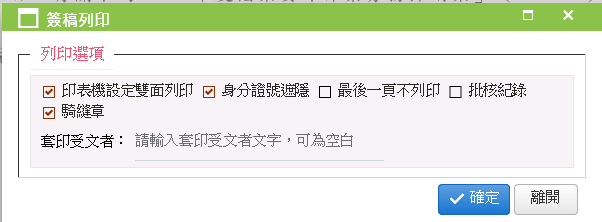 簽稿列印
列印選項
印表機設定雙面列印 身分證號遮隱 最後一頁不列印 批核紀錄
騎縫章
套印受文者： 請輸入套印受文者文字，可為空白
確定 離開